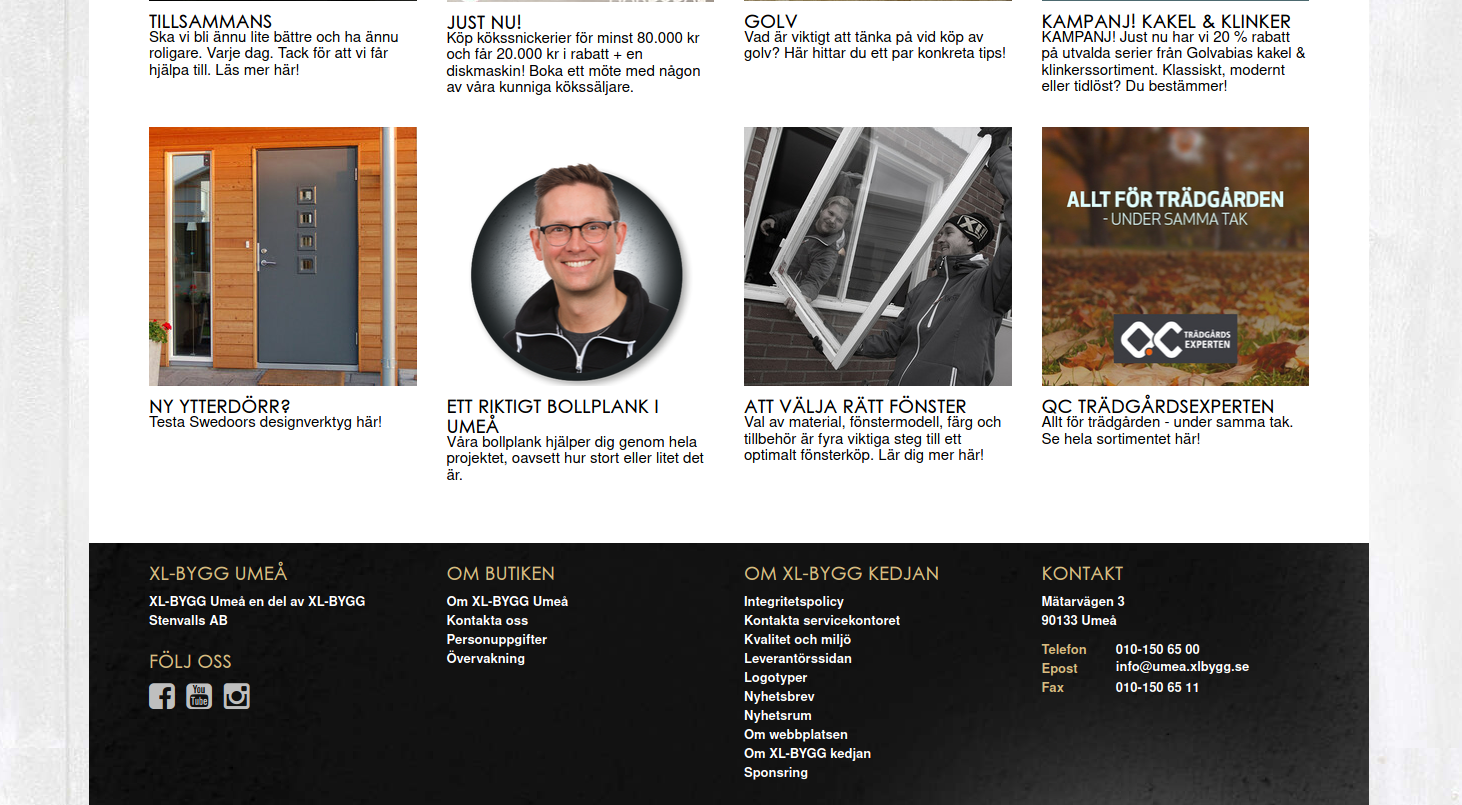 TILLSAMMANS
Ska vi bli ännu lite bättre och ha ännu
roligare. Varje dag. Tack för att vi får
hjälpa till. Läs mer här!
JUST NU!
Köp kökssnickerier för minst 80.000 kr
och får 20.000 kr i rabatt + en
diskmaskin! Boka ett möte med någon
av våra kunniga kökssäljare.
GOLV
Vad är viktigt att tänka på vid köp av
golv? Här hittar du ett par konkreta tips!
KAMPANJ! KAKEL & KLINKER
KAMPANJ! Just nu har vi 20 % rabatt
på utvalda serier från Golvabias kakel &
klinkerssortiment. Klassiskt, modernt
eller tidlöst? Du bestämmer!
XL
ALLT FÖR TRÄDGÅRDEN
- UNDER SAMMA TAK
QC TRÄDGÅRDS
EXPERTEN
NY YTTERDÖRR?
Testa Swedoors designverktyg här!
ETT RIKTIGT BOLLPLANK I
UMEÅ
Våra bollplank hjälper dig genom hela
projektet, oavsett hur stort eller litet det
är.
ATT VÄLJA RÄTT FÖNSTER
Val av material, fönstermodell, färg och
tillbehör är fyra viktiga steg till ett
optimalt fönsterköp. Lär dig mer här!
QC TRÄDGÅRDSEXPERTEN
Allt för trädgården - under samma tak.
Se hela sortimentet här!
XL-BYGG UMEÅ
XL-BYGG Umeå en del av XL-BYGG
Stenvalls AB
FÖLJ OSS
You
Tube
OM BUTIKEN
Om XL-BYGG Umeå
Kontakta oss
Personuppgifter
Övervakning
OM XL-BYGG KEDJAN
Integritetspolicy
Kontakta servicekontoret
Kvalitet och miljö
Leverantörssidan
Logotyper
Nyhetsbrev
Nyhetsrum
Om webbplatsen
Om XL-BYGG kedjan
Sponsring
KONTAKT
Mätarvägen 3
90133 Umeå
Telefon 010-150 65 00
Epost info@umea.xlbygg.se
Fax 010-150 65 11